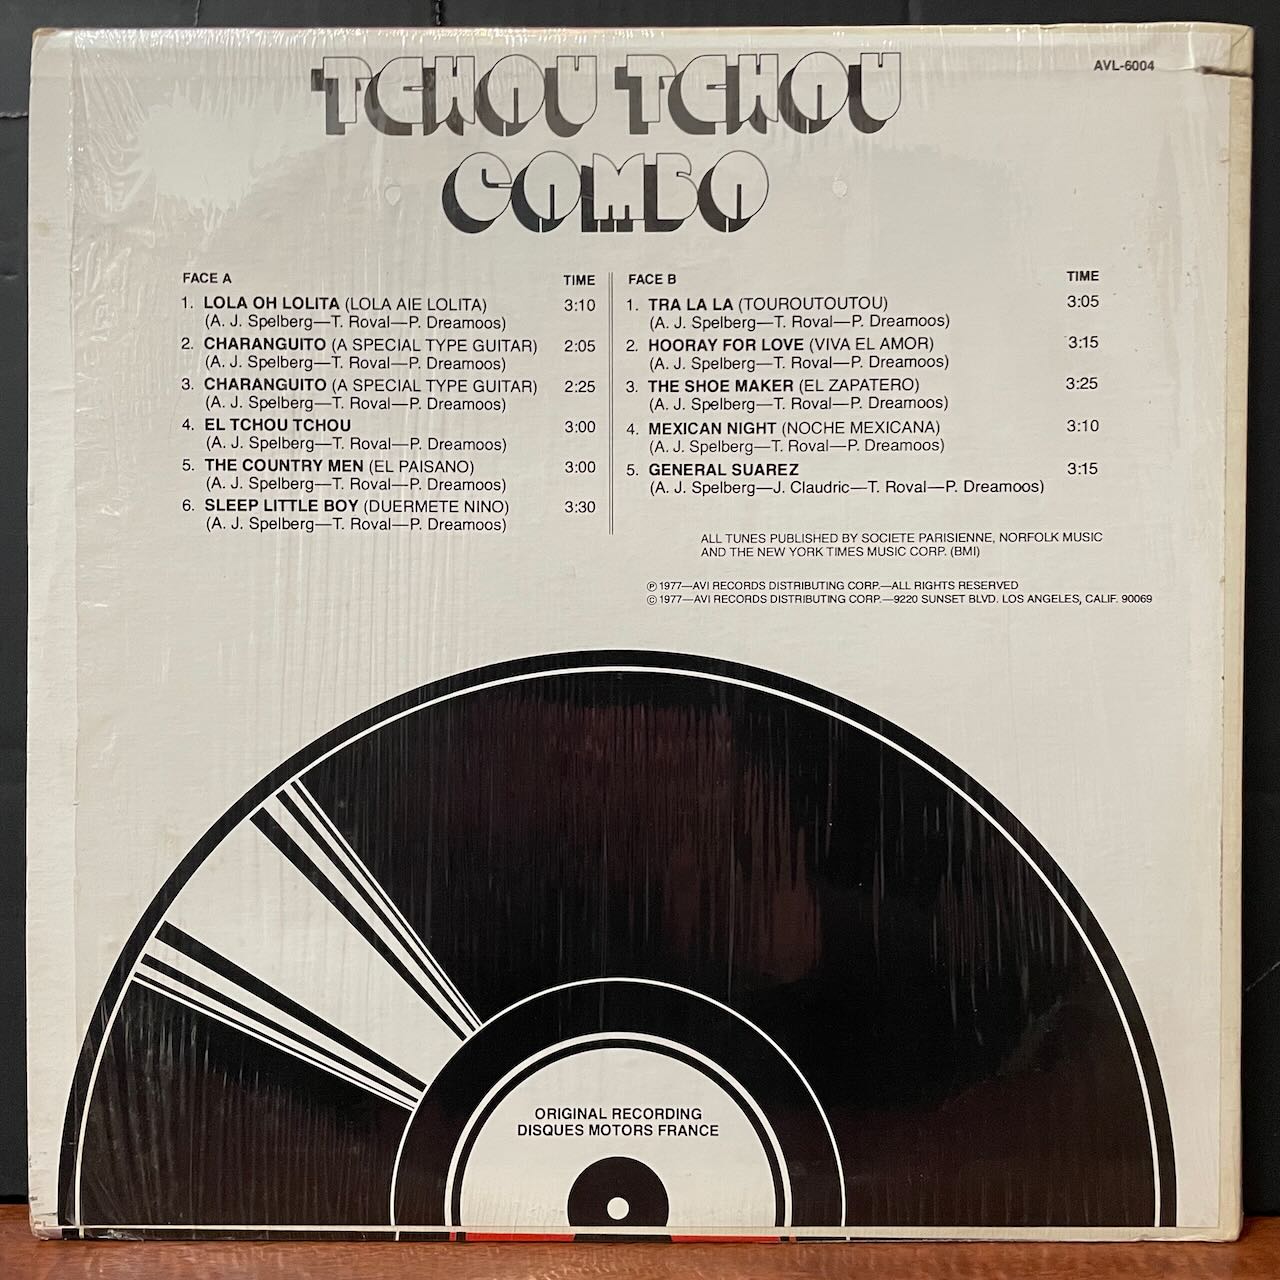 TCHOU TCHOU
COMBO
AVL-6004
FACE A TIME
1. LOLA OH LOLITA (LOLA AIE LOLITA) 3:10
(A. J. Spelberg—T. Roval—P. Dreamoos)
2. CHARANGUITO (A SPECIAL TYPE GUITAR) 2:05
(A. J. Spelberg—T. Roval—P. Dreamoos)
3. CHARANGUITO (A SPECIAL TYPE GUITAR) 2:25
(A. J. Spelberg—T. Roval—P. Dreamoos)
4. EL TCHOU TCHOU 3:00
(A. J. Spelberg—T. Roval—P. Dreamoos)
5. THE COUNTRY MEN (EL PAISANO) 3:00
(A. J. Spelberg—T. Roval—P. Dreamoos)
6. SLEEP LITTLE BOY (DUERMETE NINO) 3:30
(A. J. Spelberg—T. Roval—P. Dreamoos)
FACE B TIME
1. TRA LA LA (TOUROUTOUTOU) 3:05
(A. J. Spelberg—T. Roval—P. Dreamoos)
2. HOORAY FOR LOVE (VIVA EL AMOR) 3:15
(A. J. Spelberg—T. Roval—P. Dreamoos)
3. THE SHOE MAKER (EL ZAPATERO) 3:25
(A. J. Spelberg—T. Roval—P. Dreamoos)
4. MEXICAN NIGHT (NOCHE MEXICANA) 3:10
(A. J. Spelberg—T. Roval—P. Dreamoos)
5. GENERAL SUAREZ 3:15
(A. J. Spelberg—J. Claudric—T. Roval—P. Dreamoos)
ALL TUNES PUBLISHED BY SOCIETE PARISIENNE, NORFOLK MUSIC
AND THE NEW YORK TIMES MUSIC CORP. (BMI)
℗ 1977—AVI RECORDS DISTRIBUTING CORP.—ALL RIGHTS RESERVED
© 1977—AVI RECORDS DISTRIBUTING CORP.—9220 SUNSET BLVD. LOS ANGELES, CALIF. 90069
ORIGINAL RECORDING
DISQUES MOTORS FRANCE